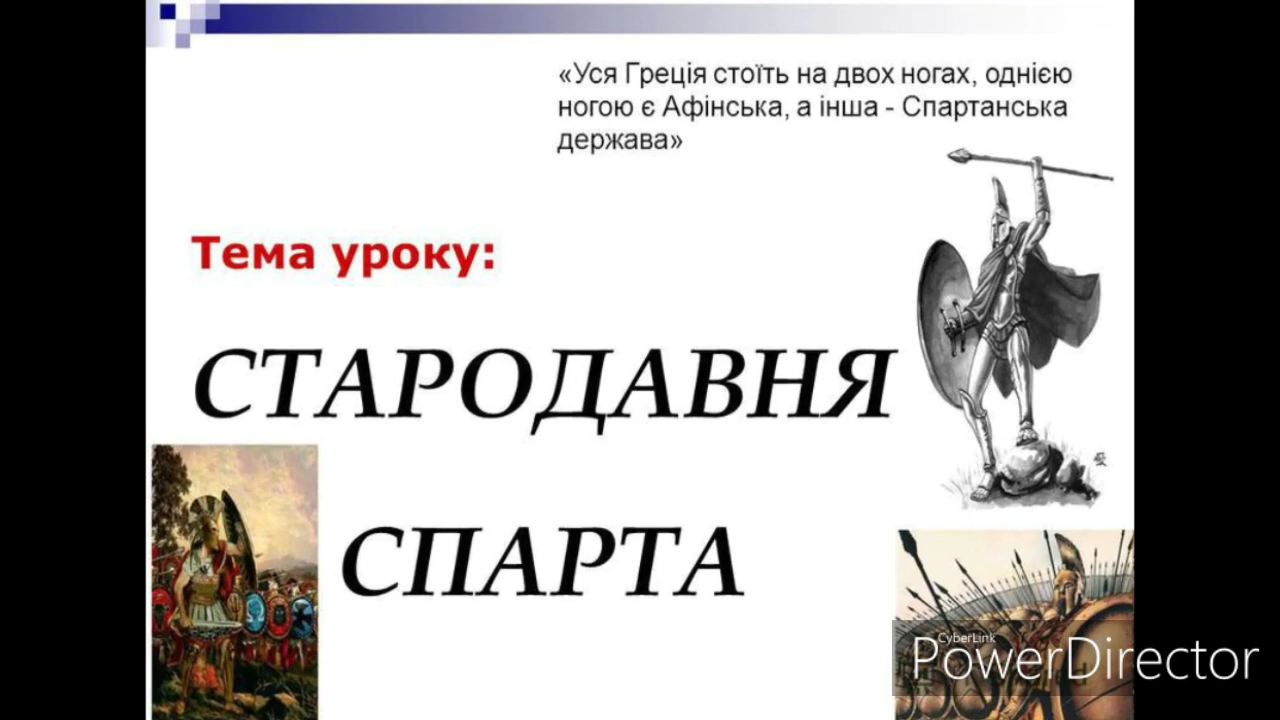 «Уся Греція стоїть на двох ногах, однією
ногою є Афінська, а інша - Спартанська
держава»
Тема уроку:
СТАРОДАВНЯ
СПАРТА
CyberLink
PowerDirector